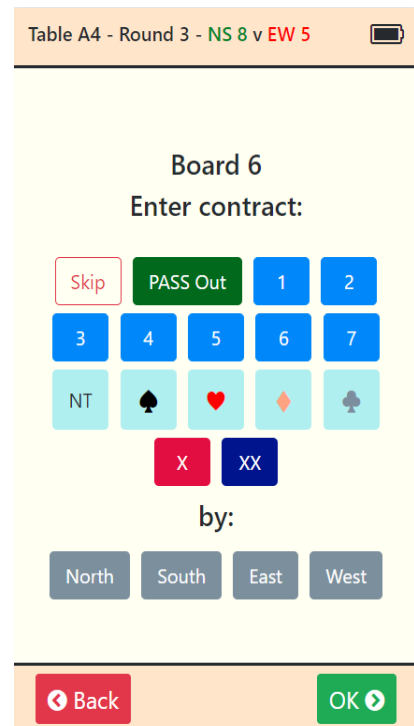 Table A4 - Round 3 - NS 8 v EW 5
Board 6
Enter contract:
Skip PASS Out 1 2
3 4 5 6 7
NT ♠ ♥ ♦ ♣
X XX
by:
North South East West
Back OK